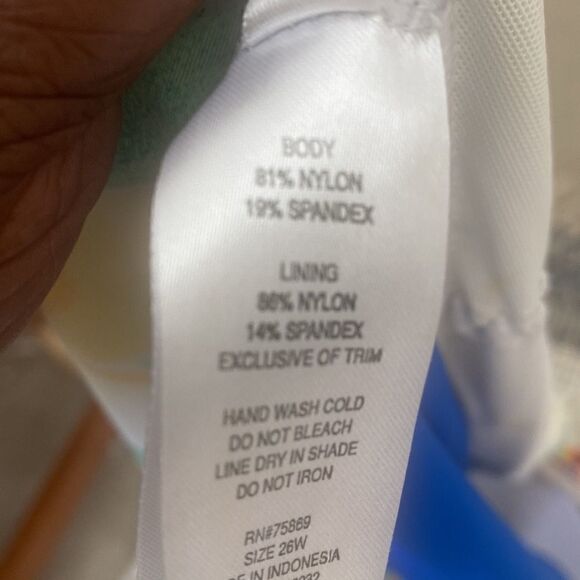 BODY
81% NYLON
19% SPANDEX
LINING
86% NYLON
14% SPANDEX
EXCLUSIVE OF TRIM
HAND WASH COLD
DO NOT BLEACH
LINE DRY IN SHADE
DO NOT IRON
RN#75869
SIZE 26W
IN INDONESIA